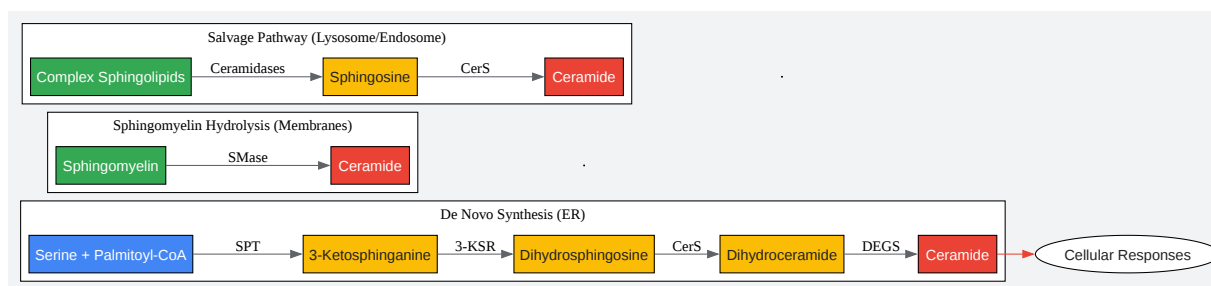 Salvage Pathway (Lysosome/Endosome)
Complex Sphingolipids
Ceramidases
Sphingosine
CerS
Ceramide
Sphingomyelin Hydrolysis (Membranes)
Sphingomyelin
SMase
Ceramide
De Novo Synthesis (ER)
Serine + Palmitoyl-CoA
SPT
3-Ketosphinganine
3-KSR
Dihydrosphingosine
CerS
Dihydroceramide
DEGS
Ceramide
Cellular Responses